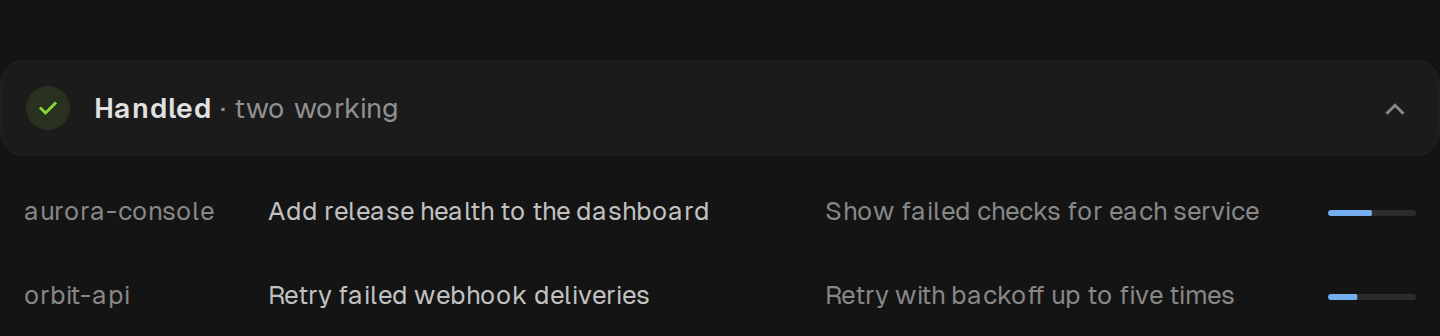 Handled · two working
aurora-console Add release health to the dashboard Show failed checks for each service
orbit-api Retry failed webhook deliveries Retry with backoff up to five times